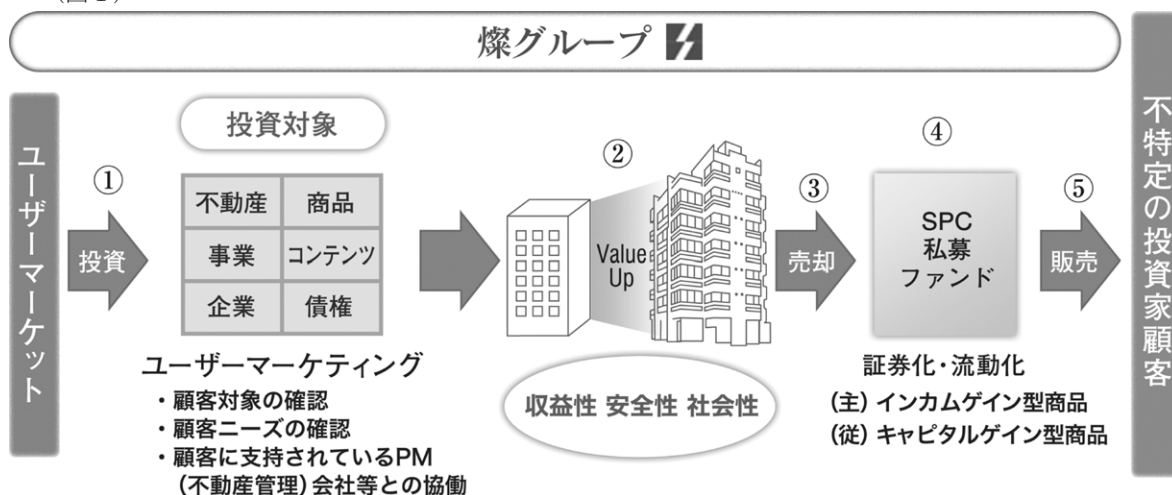 燦グループ
ユーザーマーケット
①
投資
投資対象
不動産 商品
事業 コンテンツ
企業 債権
ユーザーマーケティング
・顧客対象の確認
・顧客ニーズの確認
・顧客に支持されているPM
(不動産管理)会社等との協働
②
Value
Up
収益性 安全性 社会性
③
売却
④
SPC
私募
ファンド
証券化・流動化
(主) インカムゲイン型商品
(従) キャピタルゲイン型商品
⑤
販売
不特定の投資家顧客